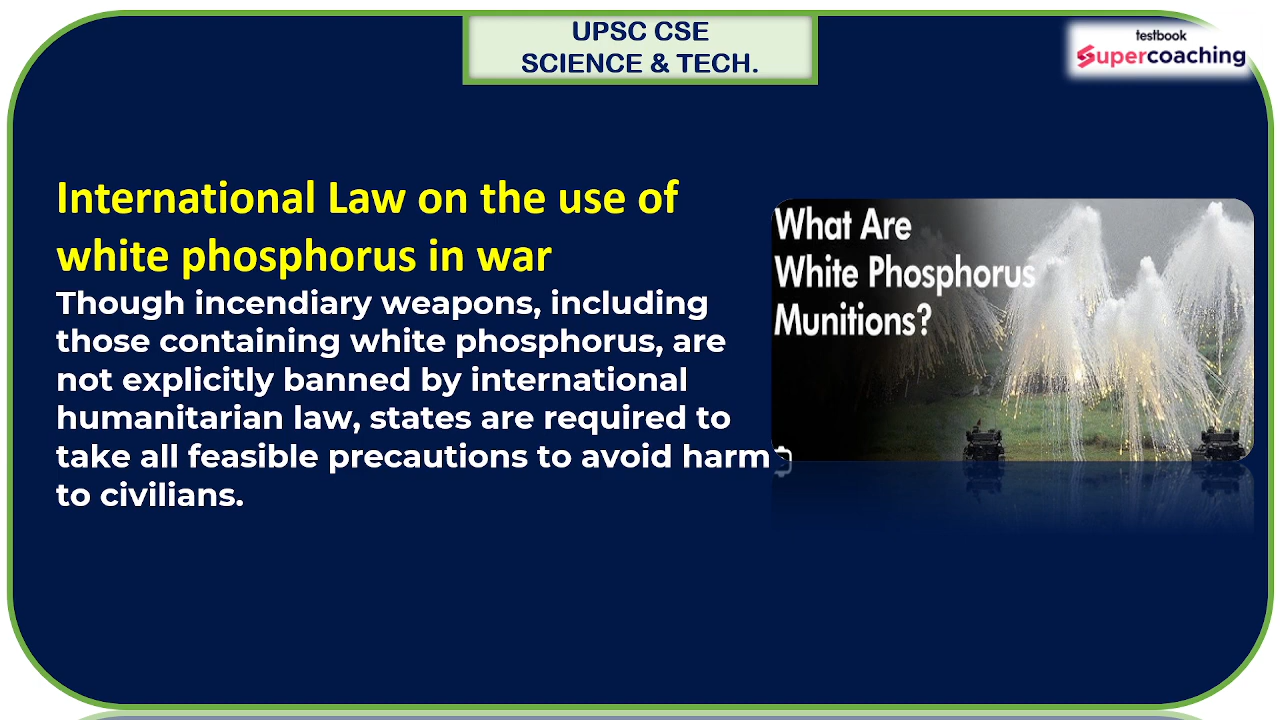 UPSC CSE
SCIENCE & TECH.
testbook
Supercoaching
International Law on the use of
white phosphorus in war
Though incendiary weapons, including
those containing white phosphorus, are
not explicitly banned by international
humanitarian law, states are required to
take all feasible precautions to avoid harm
to civilians.
What Are
White Phosphorus
Munitions?